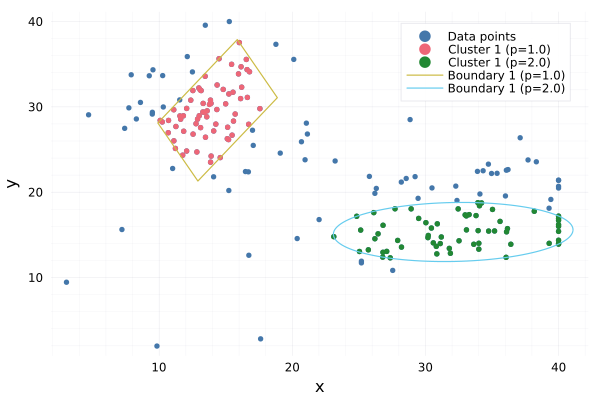 40
30
20
10
y
10
20
30
40
x
Data points
Cluster 1 (p=1.0)
Cluster 1 (p=2.0)
Boundary 1 (p=1.0)
Boundary 1 (p=2.0)